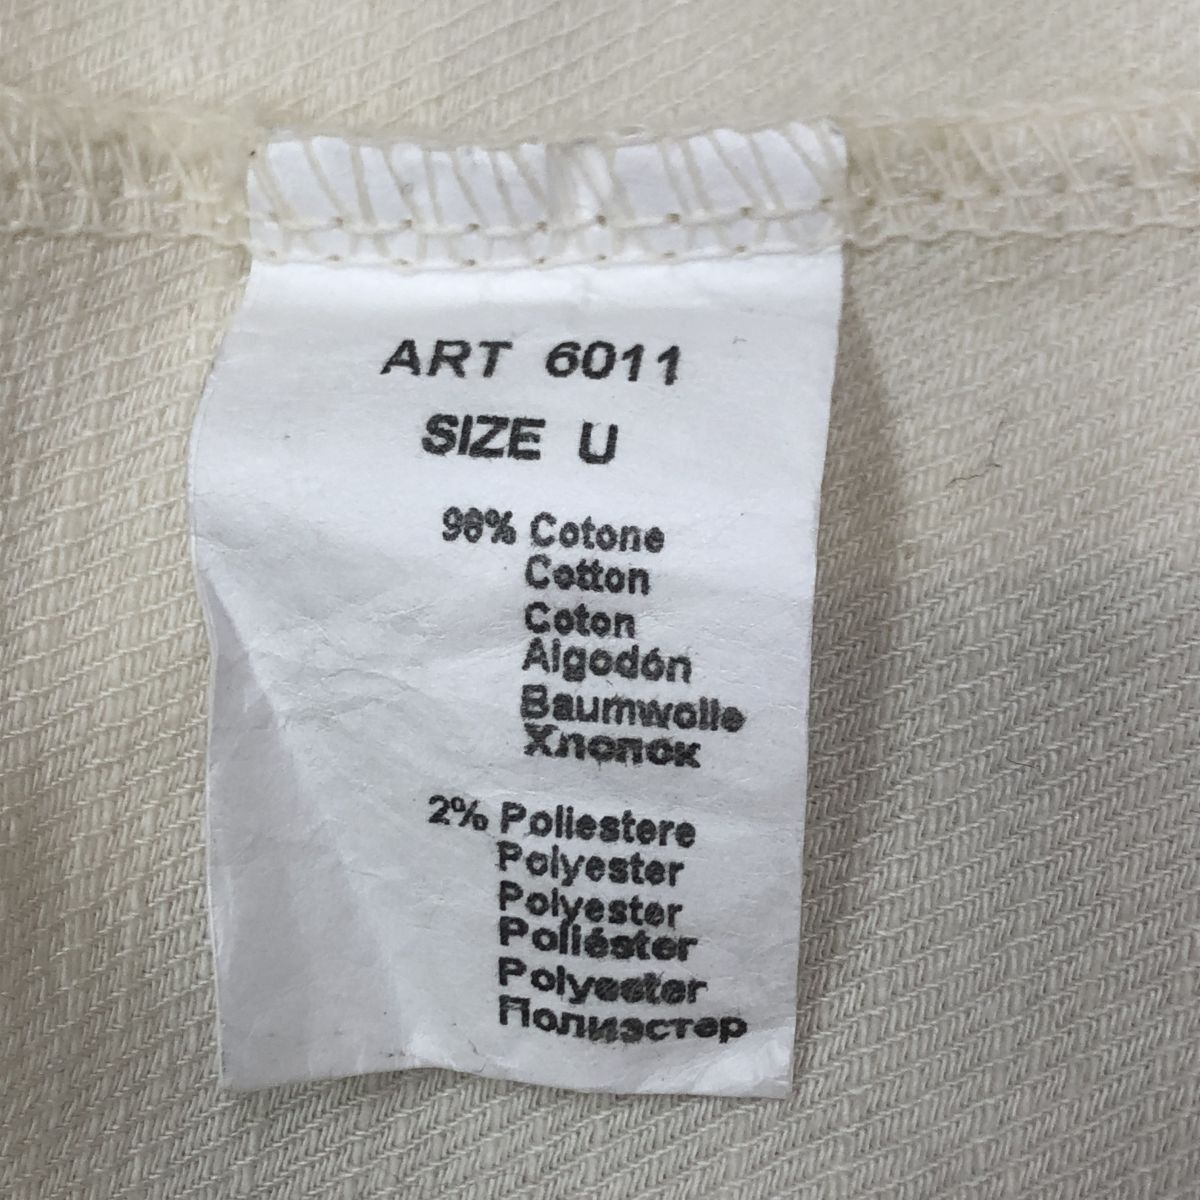 ART 6011
SIZE U
98% Cotone
Cotton
Coton
Algodón
Baumwolle
Хлопок
2% Poliestere
Polyester
Polyester
Poliéster
Polyester
Полиэстер